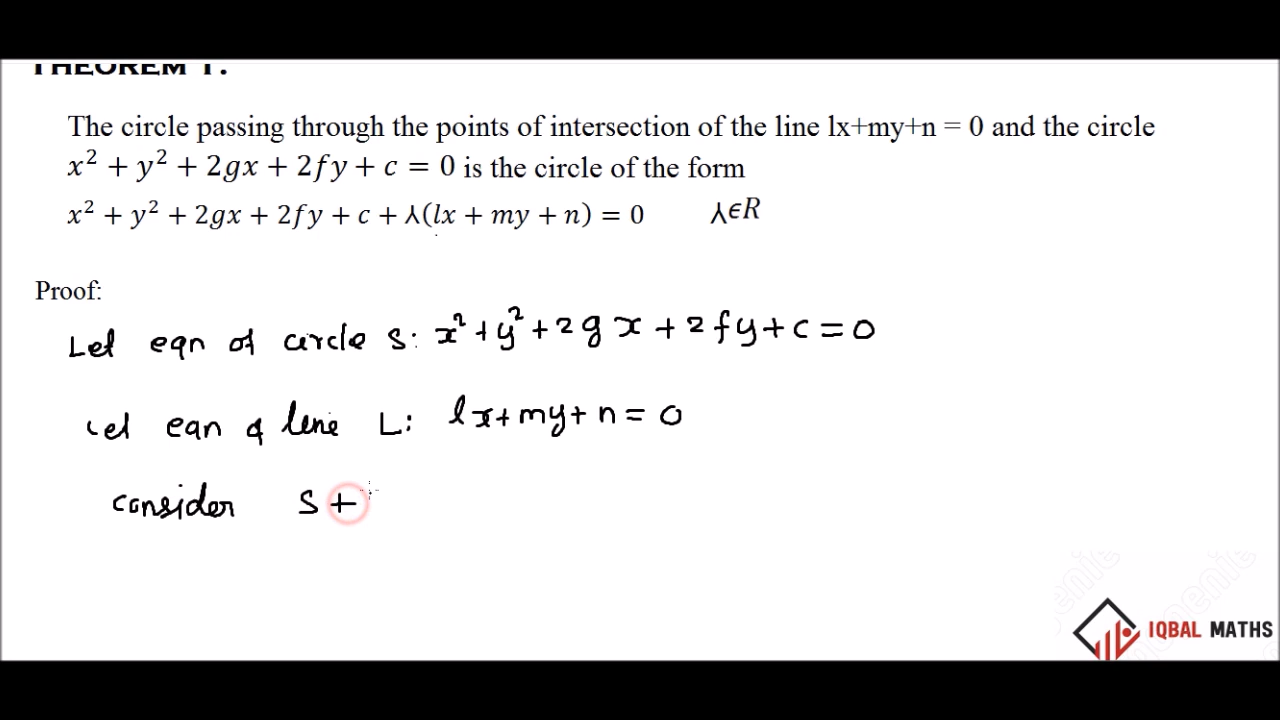 THEOREM 1:
The circle passing through the points of intersection of the line lx+my+n = 0 and the circle
x² + y² + 2gx + 2fy + c = 0 is the circle of the form
x² + y² + 2gx + 2fy + c + λ(lx + my + n) = 0 λϵR
Proof:
Let eqn of circle S: x² + y² + 2gx + 2fy + c = 0
Let eqn of line L: lx + my + n = 0
consider S +
IQBAL MATHS